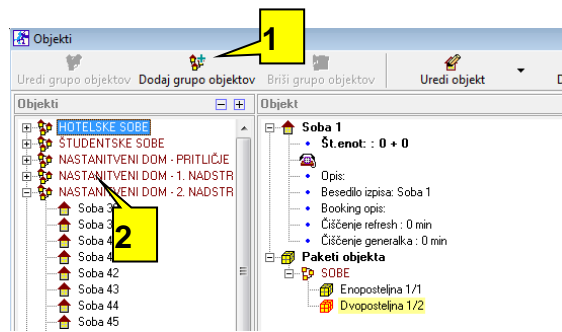 Objekti
1
Uredi grupo objektov Dodaj grupo objektov Briši grupo objektov Uredi objekt
Objekti
HOTELSKE SOBE
ŠTUDENTSKE SOBE
NASTANITVENI DOM - PRITLIČJE
NASTANITVENI DOM - 1. NADSTR
NASTANITVENI DOM - 2. NADSTR
Soba
Soba
Soba
Soba
Soba 42
Soba 43
Soba 44
Soba 45
2
Objekt
Soba 1
Št.enot: : 0 + 0
Opis:
Besedilo izpisa: Soba 1
Booking opis:
Čiščenje refresh : 0 min
Čiščenje generalka : 0 min
Paketi objekta
SOBE
Enoposteljna 1/1
Dvoposteljna 1/2